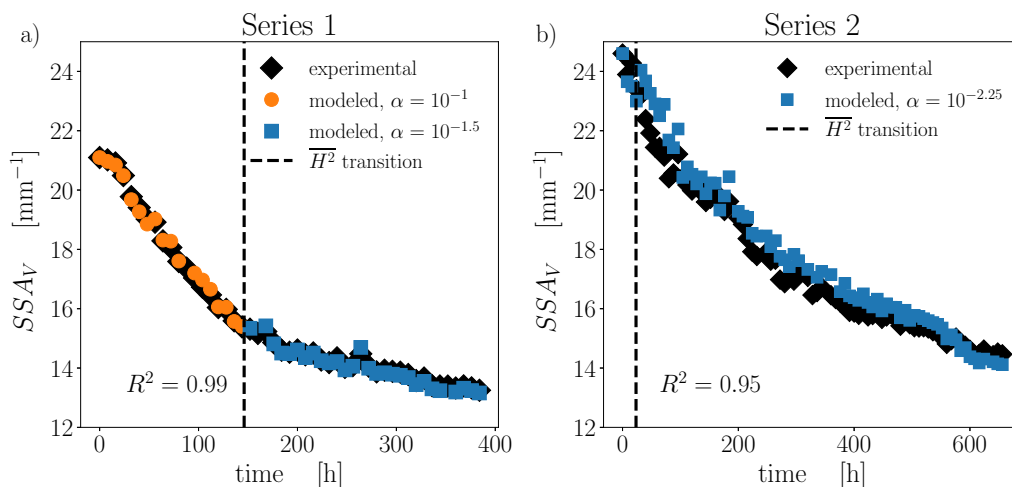 Series 1
a)
experimental
modeled, α = 10⁻¹
modeled, α = 10⁻¹·⁵
H̅²̅ transition
R² = 0.99
SSA_V [mm⁻¹]
24
22
20
18
16
14
12
0
100
200
300
400
time [h]
Series 2
b)
experimental
modeled, α = 10⁻²·²⁵
H̅²̅ transition
R² = 0.95
SSA_V [mm⁻¹]
24
22
20
18
16
14
12
0
200
400
600
time [h]